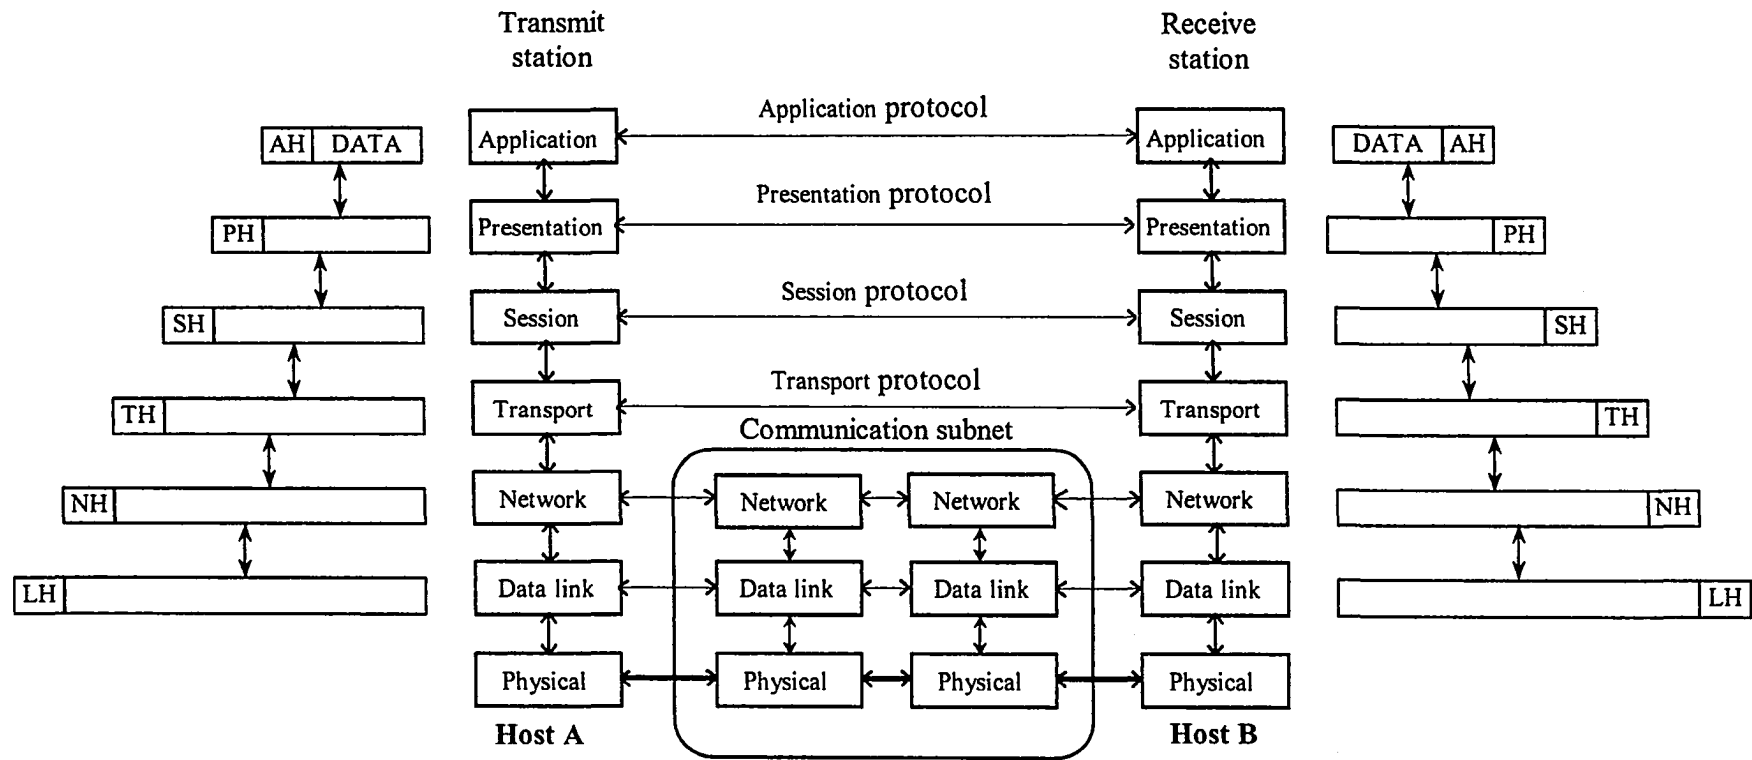 Transmit
station
Receive
station
Application protocol
AH DATA
Application
Application
DATA AH
Presentation protocol
PH
Presentation
Presentation
PH
Session protocol
SH
Session
Session
SH
Transport protocol
TH
Transport
Transport
TH
Communication subnet
NH
Network
Network
Network
Network
NH
LH
Data link
Data link
Data link
Data link
LH
Physical
Physical
Physical
Physical
Host A
Host B